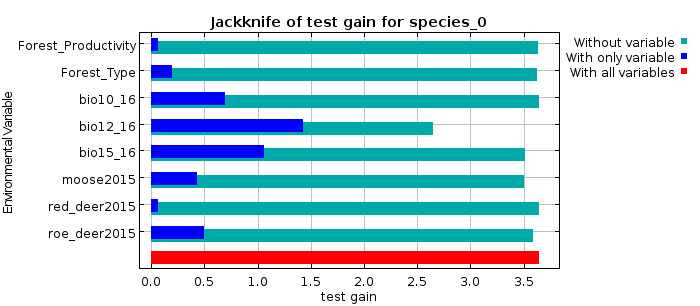 Jackknife of test gain for species_0
Environmental Variable
Forest_Productivity
Forest_Type
bio10_16
bio12_16
bio15_16
moose2015
red_deer2015
roe_deer2015
0.0 0.5 1.0 1.5 2.0 2.5 3.0 3.5
test gain
Without variable
With only variable
With all variables